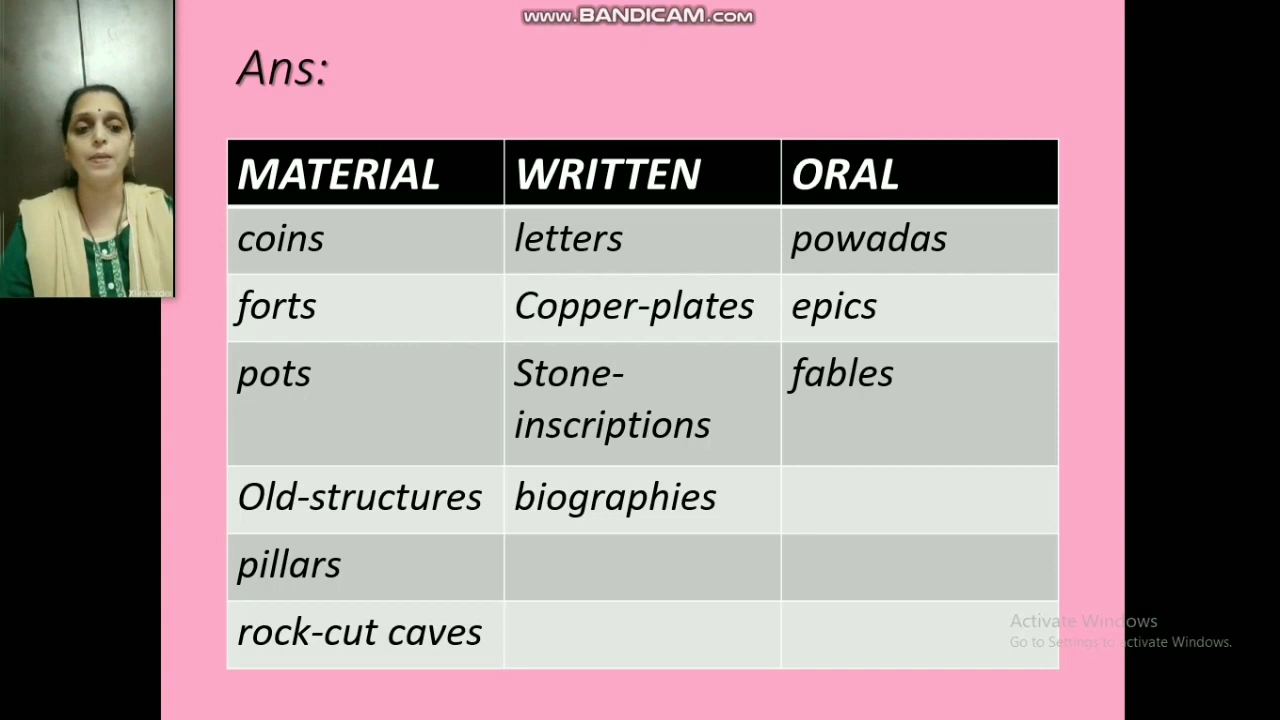 www.BANDICAM.com
Ans:
MATERIAL WRITTEN ORAL
coins letters powadas
forts Copper-plates epics
pots Stone- fables
inscriptions
Old-structures biographies
pillars
rock-cut caves
Activate Windows
Go to Settings to activate Windows.